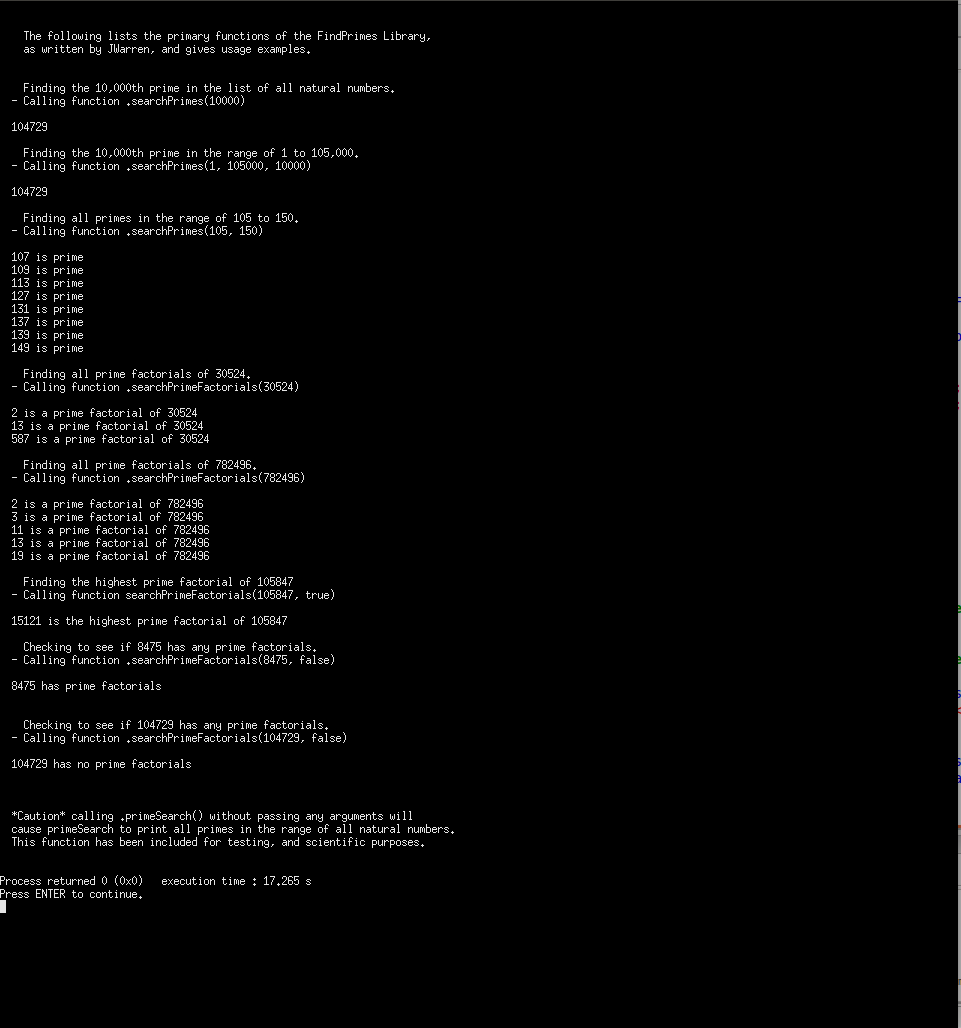 The following lists the primary functions of the FindPrimes Library,
as written by JWarren, and gives usage examples.
Finding the 10,000th prime in the list of all natural numbers.
- Calling function .searchPrimes(10000)
104729
Finding the 10,000th prime in the range of 1 to 105,000.
- Calling function .searchPrimes(1, 105000, 10000)
104729
Finding all primes in the range of 105 to 150.
- Calling function .searchPrimes(105, 150)
107 is prime
109 is prime
113 is prime
127 is prime
131 is prime
137 is prime
139 is prime
149 is prime
Finding all prime factorials of 30524.
- Calling function .searchPrimeFactorials(30524)
2 is a prime factorial of 30524
13 is a prime factorial of 30524
587 is a prime factorial of 30524
Finding all prime factorials of 782496.
- Calling function .searchPrimeFactorials(782496)
2 is a prime factorial of 782496
3 is a prime factorial of 782496
11 is a prime factorial of 782496
13 is a prime factorial of 782496
19 is a prime factorial of 782496
Finding the highest prime factorial of 105847
- Calling function searchPrimeFactorials(105847, true)
15121 is the highest prime factorial of 105847
Checking to see if 8475 has any prime factorials.
- Calling function .searchPrimeFactorials(8475, false)
8475 has prime factorials
Checking to see if 104729 has any prime factorials.
- Calling function .searchPrimeFactorials(104729, false)
104729 has no prime factorials
*Caution* calling .primeSearch() without passing any arguments will
cause primeSearch to print all primes in the range of all natural numbers.
This function has been included for testing, and scientific purposes.
Process returned 0 (0x0)   execution time : 17.265 s
Press ENTER to continue.